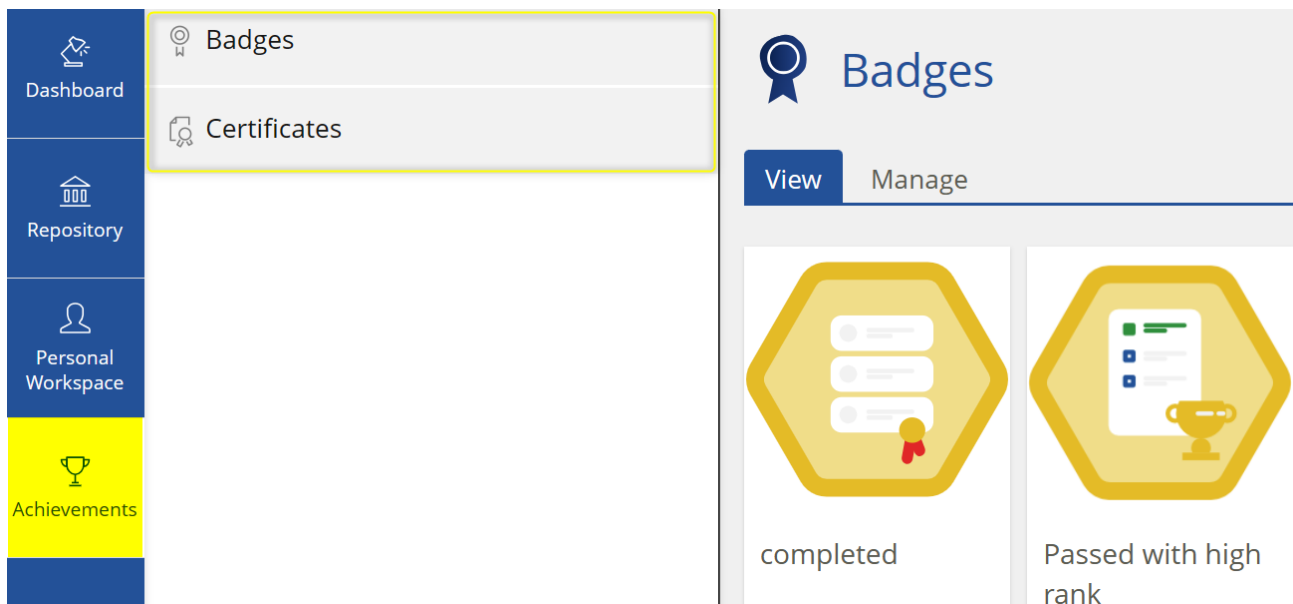 Dashboard
Repository
Personal
Workspace
Achievements
Badges
Certificates
Badges
View
Manage
completed
Passed with high
rank